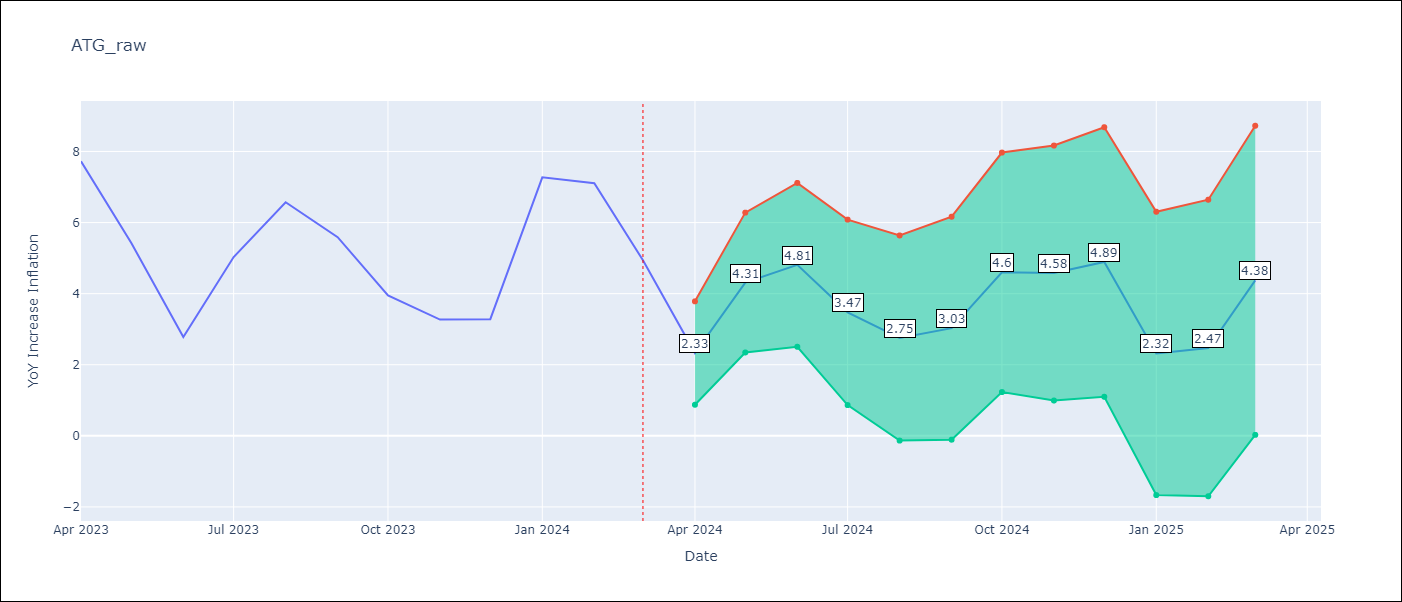 ATG_raw
YoY Increase Inflation
8
6
4
2
0
−2
4.81
4.31
3.47
2.75
3.03
2.33
4.6
4.58
4.89
2.32
2.47
4.38
Apr 2023
Jul 2023
Oct 2023
Jan 2024
Apr 2024
Jul 2024
Oct 2024
Jan 2025
Apr 2025
Date